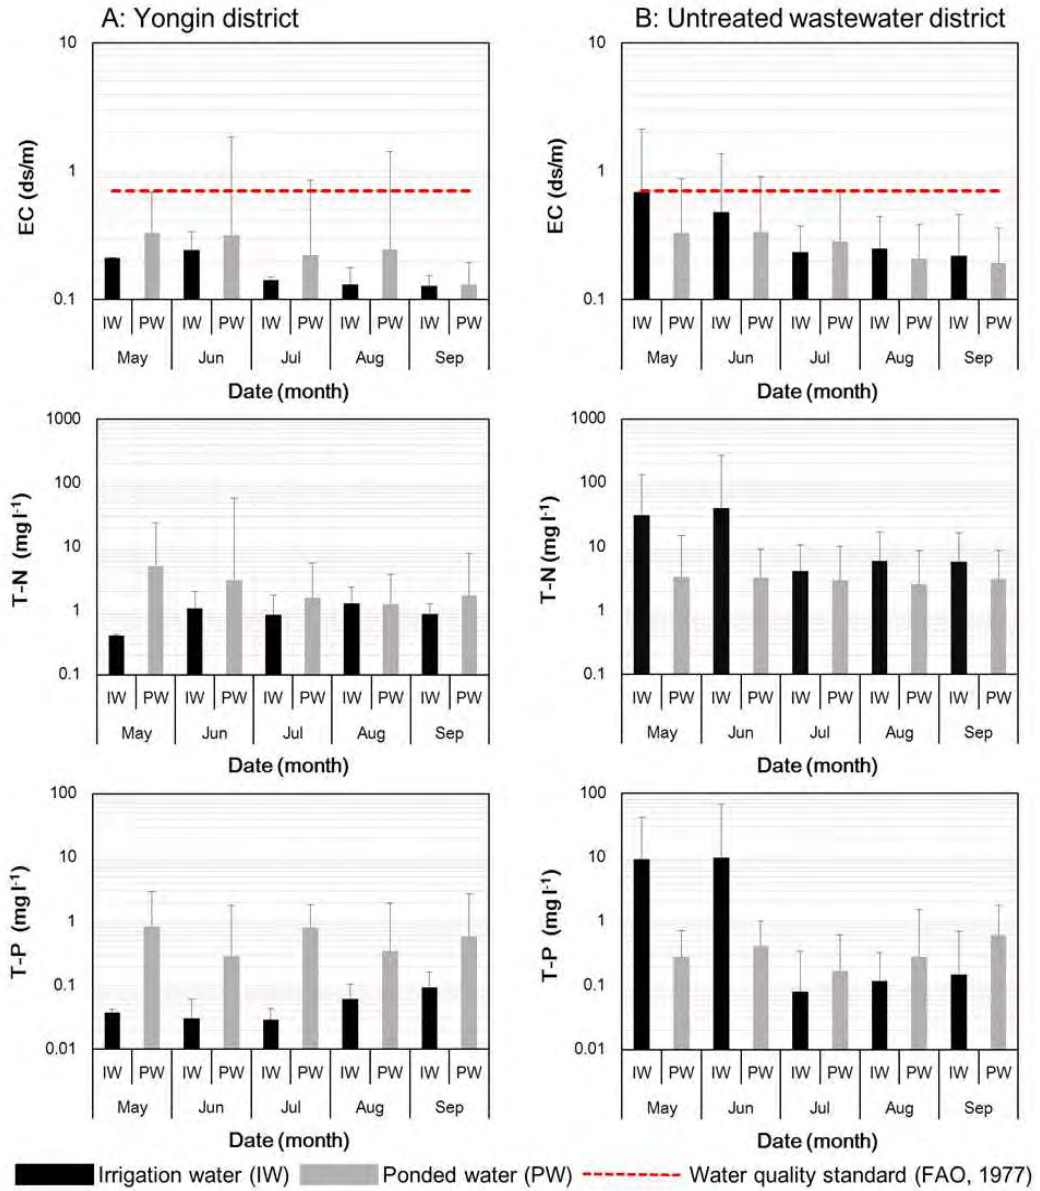 A: Yongin district
B: Untreated wastewater district
10
1
0.1
EC (ds/m)
IW PW IW PW IW PW IW PW IW PW
May Jun Jul Aug Sep
Date (month)
10
1
0.1
EC (ds/m)
IW PW IW PW IW PW IW PW IW PW
May Jun Jul Aug Sep
Date (month)
1000
100
10
1
0.1
T-N (mg l-1)
IW PW IW PW IW PW IW PW IW PW
May Jun Jul Aug Sep
Date (month)
1000
100
10
1
0.1
T-N (mg l-1)
IW PW IW PW IW PW IW PW IW PW
May Jun Jul Aug Sep
Date (month)
100
10
1
0.1
0.01
T-P (mg l-1)
IW PW IW PW IW PW IW PW IW PW
May Jun Jul Aug Sep
Date (month)
100
10
1
0.1
0.01
T-P (mg l-1)
IW PW IW PW IW PW IW PW IW PW
May Jun Jul Aug Sep
Date (month)
Irrigation water (IW) Ponded water (PW) Water quality standard (FAO, 1977)